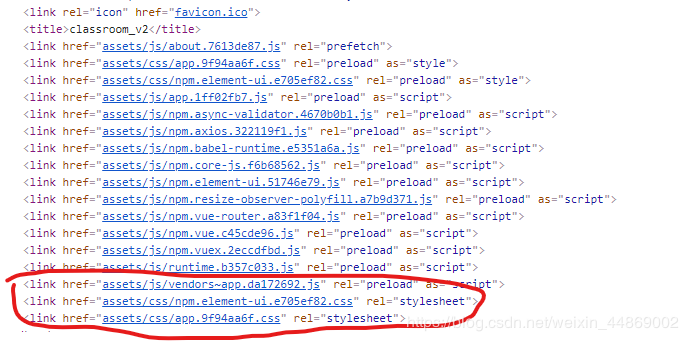 <link rel="icon" href="favicon.ico">
<title>classroom_v2</title>
<link href="assets/js/about.7613de87.js" rel="prefetch">
<link href="assets/css/app.9f94aa6f.css" rel="preload" as="style">
<link href="assets/css/npm.element-ui.e705ef82.css" rel="preload" as="style">
<link href="assets/js/app.1ff02fb7.js" rel="preload" as="script">
<link href="assets/js/npm.async-validator.4670b0b1.js" rel="preload" as="script">
<link href="assets/js/npm.axios.322119f1.js" rel="preload" as="script">
<link href="assets/js/npm.babel-runtime.e5351a6a.js" rel="preload" as="script">
<link href="assets/js/npm.core-js.f6b68562.js" rel="preload" as="script">
<link href="assets/js/npm.element-ui.51746e79.js" rel="preload" as="script">
<link href="assets/js/npm.resize-observer-polyfill.a7b9d371.js" rel="preload" as="script">
<link href="assets/js/npm.vue-router.a83f1f04.js" rel="preload" as="script">
<link href="assets/js/npm.vue.c45cde96.js" rel="preload" as="script">
<link href="assets/js/npm.vuex.2eccdfbd.js" rel="preload" as="script">
<link href="assets/js/runtime.b357c033.js" rel="preload" as="script">
<link href="assets/js/vendors~app.da172692.js" rel="preload" as="script">
<link href="assets/css/npm.element-ui.e705ef82.css" rel="stylesheet">
<link href="assets/css/app.9f94aa6f.css" rel="stylesheet">
https://blog.csdn.net/weixin_44869002